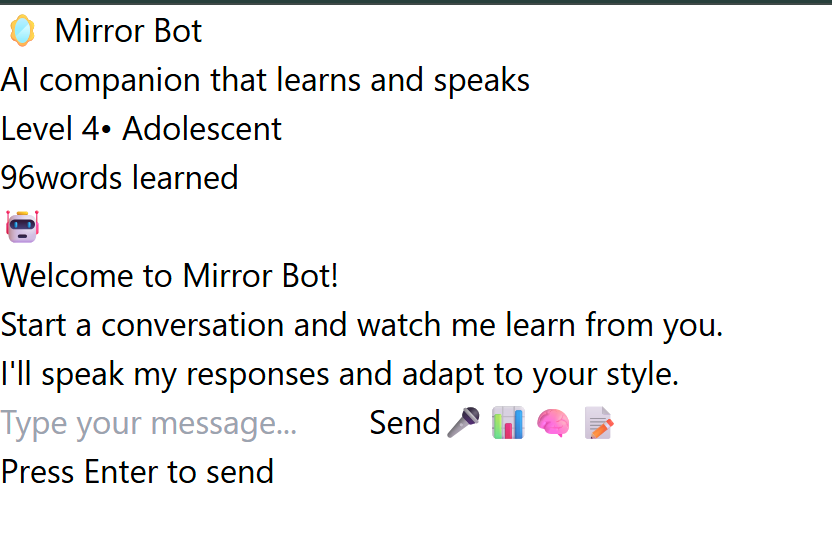 Mirror Bot
AI companion that learns and speaks
Level 4• Adolescent
96words learned
Welcome to Mirror Bot!
Start a conversation and watch me learn from you.
I'll speak my responses and adapt to your style.
Type your message... Send
Press Enter to send